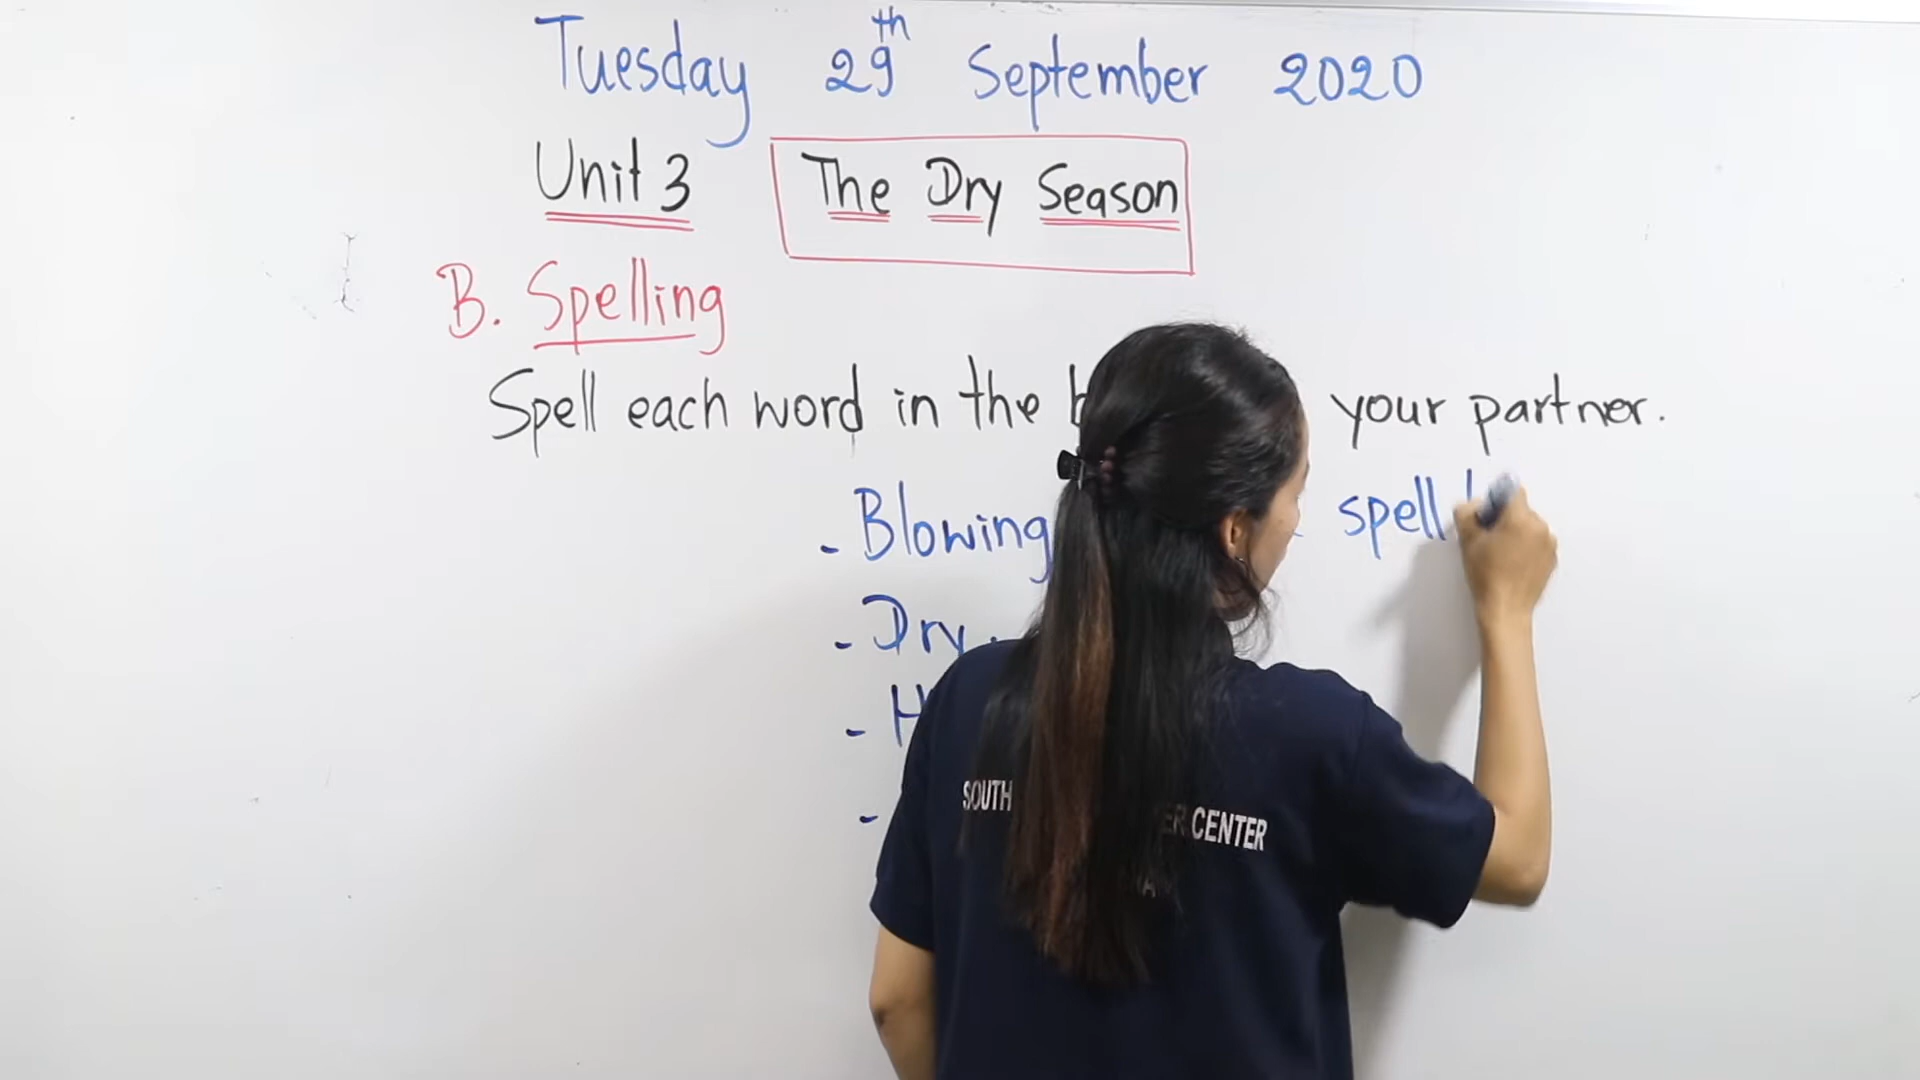 Tuesday 29th September 2020
Unit 3 The Dry Season
B. Spelling
Spell each word in the your partner.
- Blowing spell
- Dry.
-
-
SOUTH CENTER